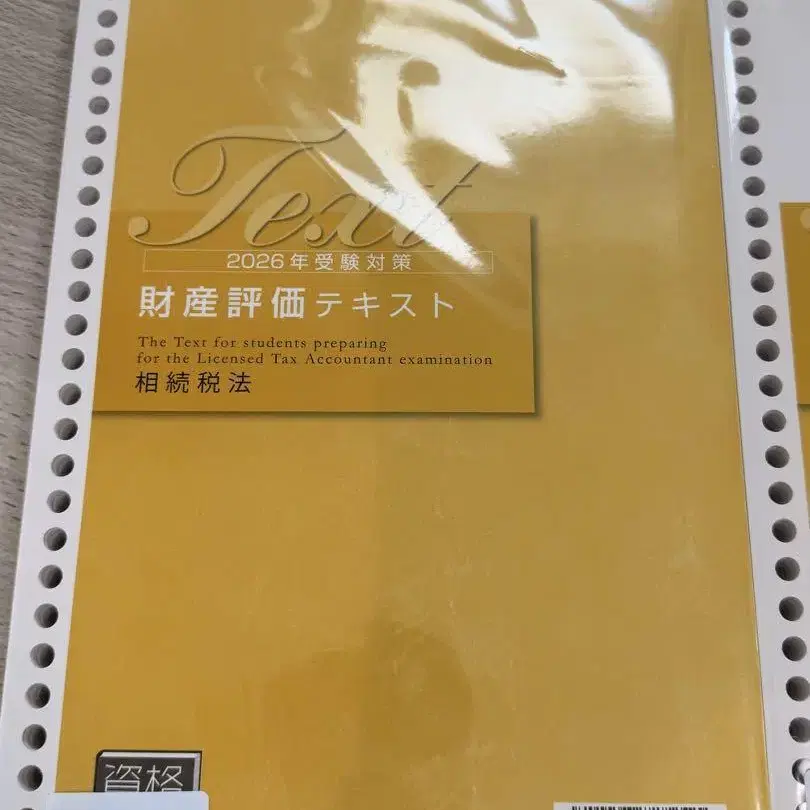 Text
2026年受験対策
財産評価テキスト
The Text for students preparing
for the Licensed Tax Accountant examination
相続税法
資格